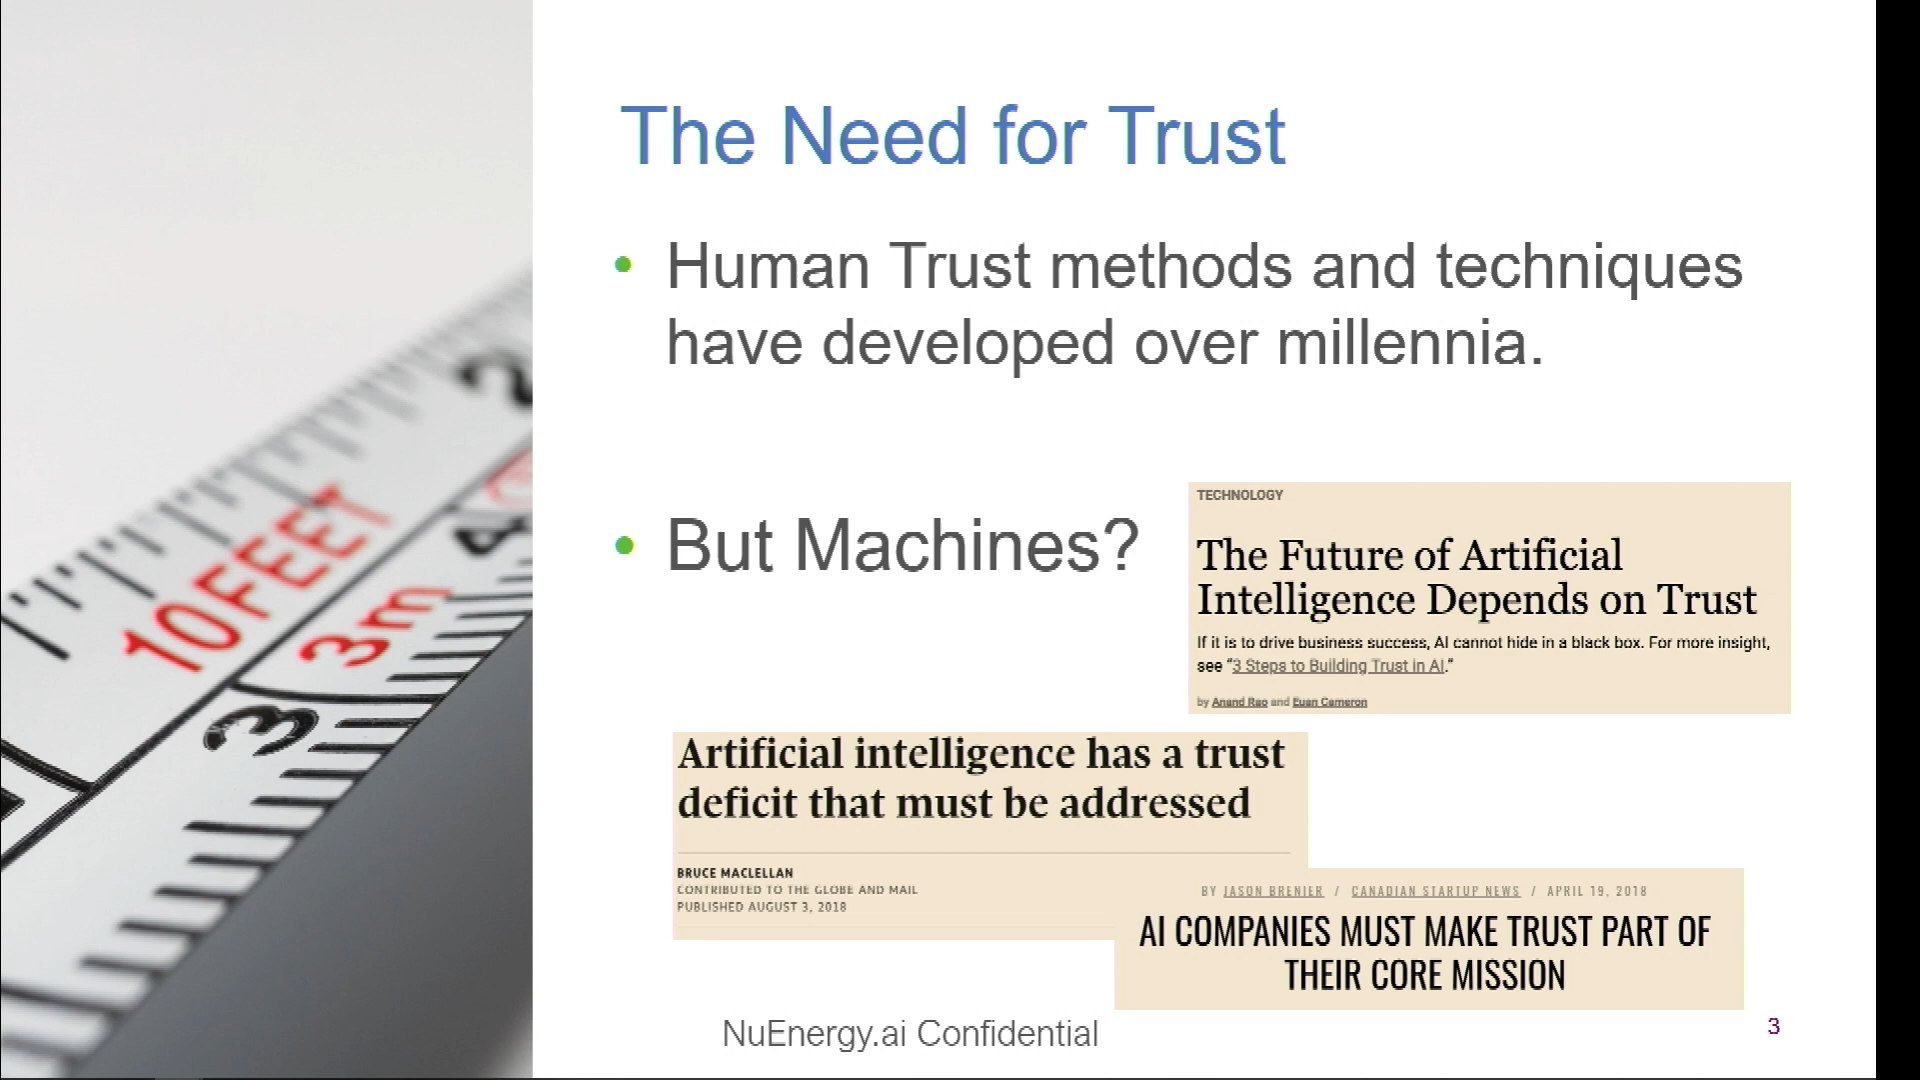 The Need for Trust
Human Trust methods and techniques
have developed over millennia.
But Machines?
TECHNOLOGY
The Future of Artificial
Intelligence Depends on Trust
If it is to drive business success, AI cannot hide in a black box. For more insight,
see “3 Steps to Building Trust in AI.”
by Anand Rao and Euan Cameron
Artificial intelligence has a trust
deficit that must be addressed
BRUCE MACLELLAN
CONTRIBUTED TO THE GLOBE AND MAIL
PUBLISHED AUGUST 3, 2018
BY JASON BRENIER / CANADIAN STARTUP NEWS / APRIL 19, 2018
AI COMPANIES MUST MAKE TRUST PART OF
THEIR CORE MISSION
NuEnergy.ai Confidential
3
2
10FEET
3m
4
3